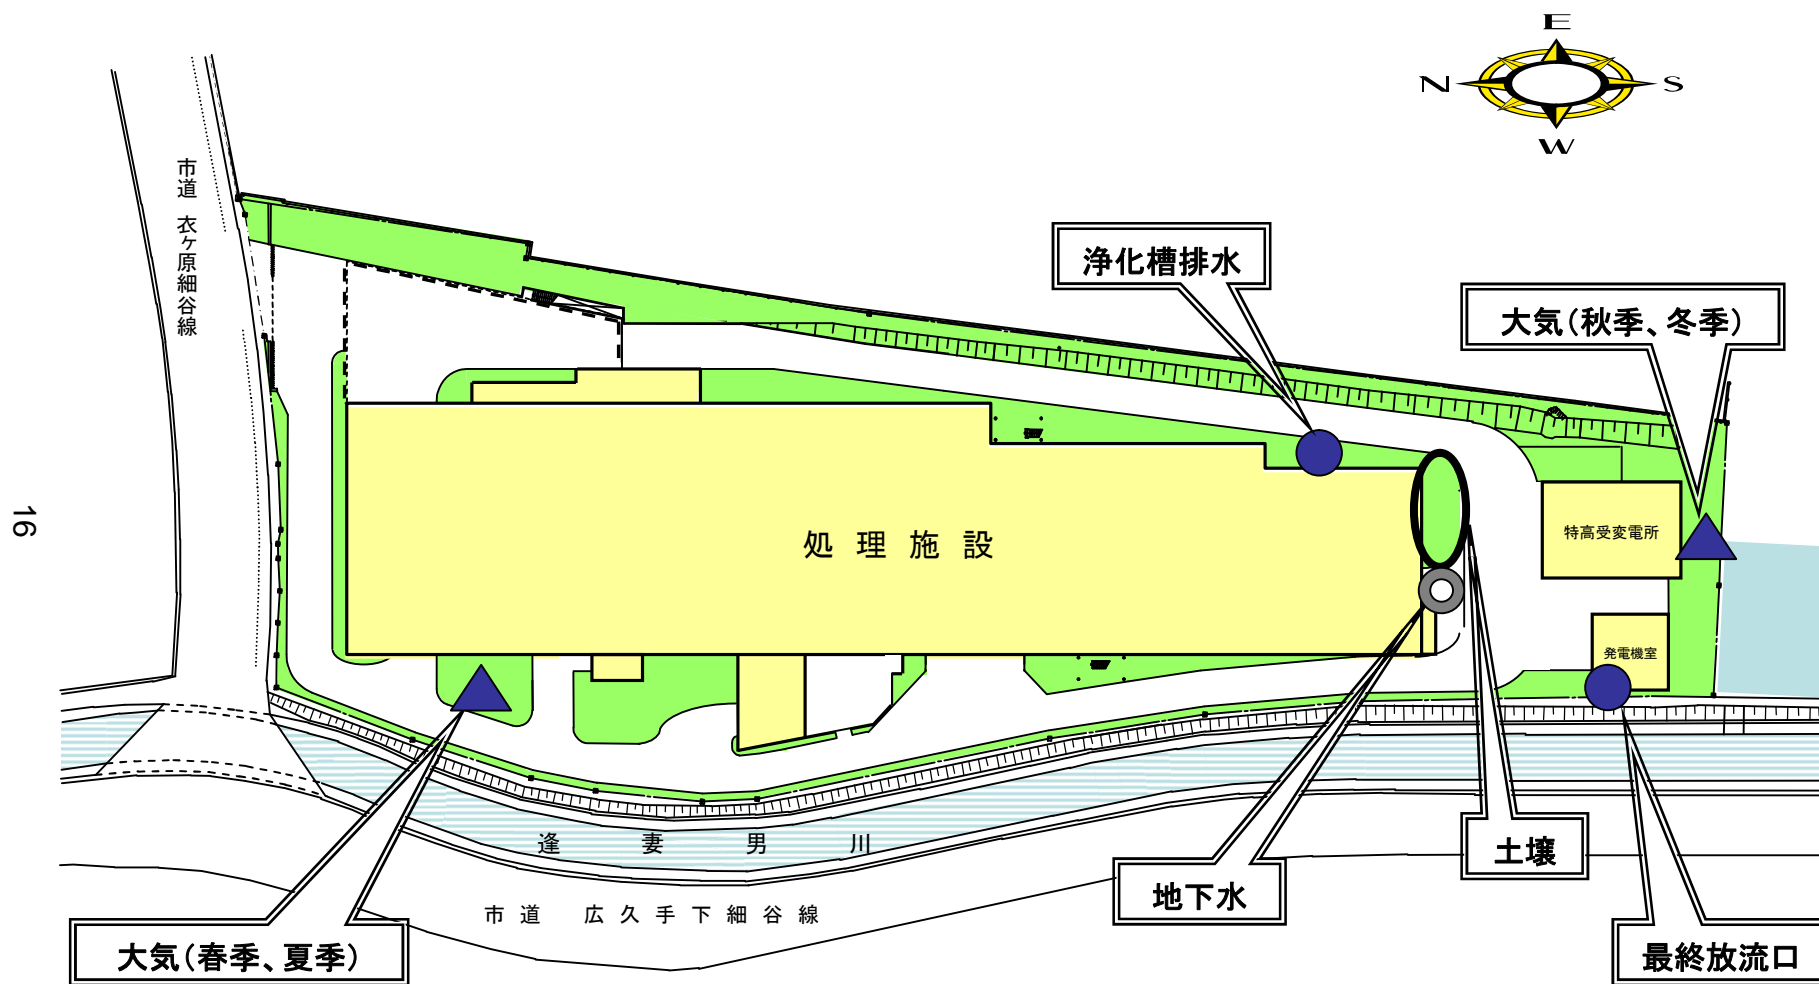 E
N
S
W
市道 衣ケ原細谷線
浄化槽排水
大気(秋季、冬季)
処理施設
特高受変電所
発電機室
16
逢妻男川
土壌
地下水
市道 広久手下細谷線
大気(春季、夏季)
最終放流口